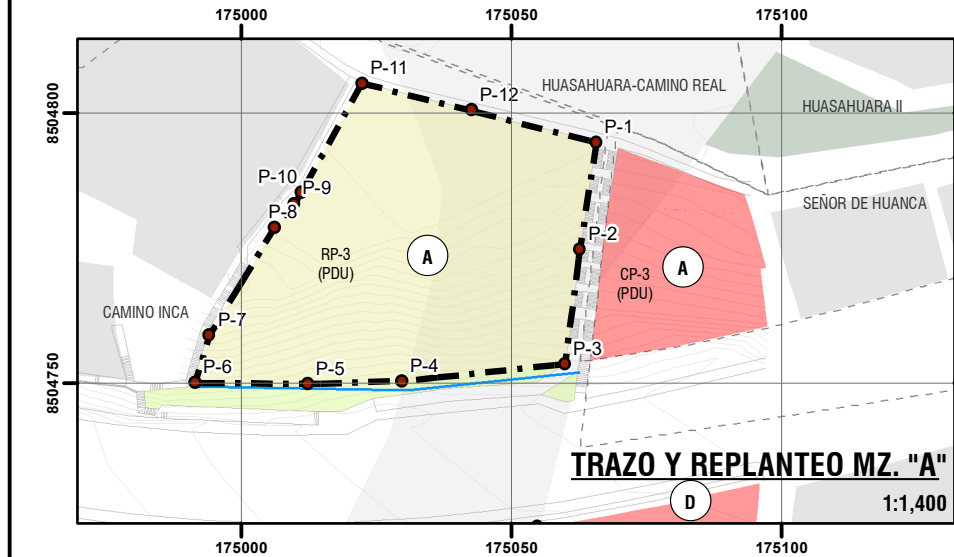 175000 175050 175100
P-11
P-12
HUASAHUARA-CAMINO REAL
HUASAHUARA II
8504800
P-1
P-10
P-9
SEÑOR DE HUANCA
P-8
P-2
RP-3
(PDU)
A
CP-3
(PDU)
A
CAMINO INCA
P-7
P-3
P-6
P-5
P-4
8504750
TRAZO Y REPLANTEO MZ. "A"
D
1:1,400
175000 175050 175100